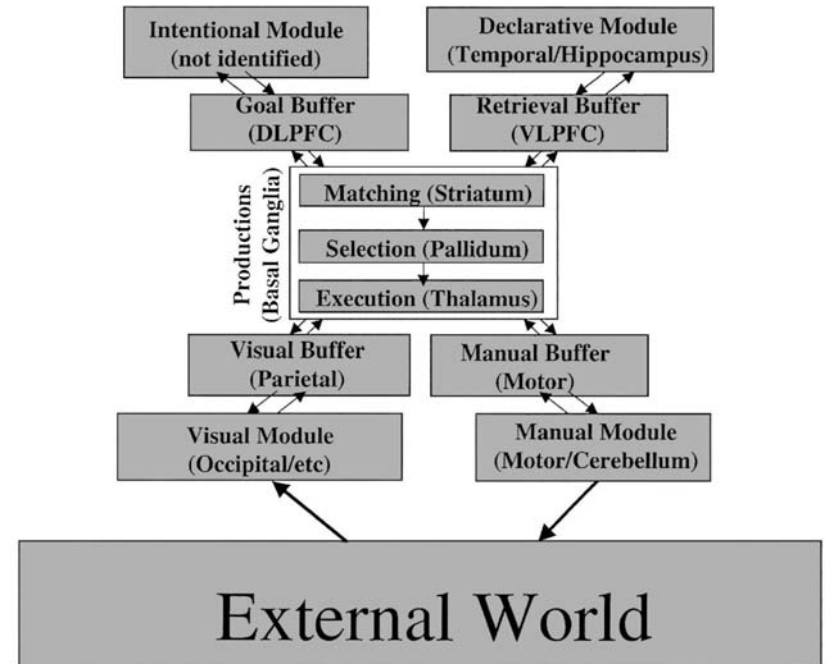 Intentional Module
(not identified)
Declarative Module
(Temporal/Hippocampus)
Goal Buffer
(DLPFC)
Retrieval Buffer
(VLPFC)
Productions
(Basal Ganglia)
Matching (Striatum)
Selection (Pallidum)
Execution (Thalamus)
Visual Buffer
(Parietal)
Manual Buffer
(Motor)
Visual Module
(Occipital/etc)
Manual Module
(Motor/Cerebellum)
External World